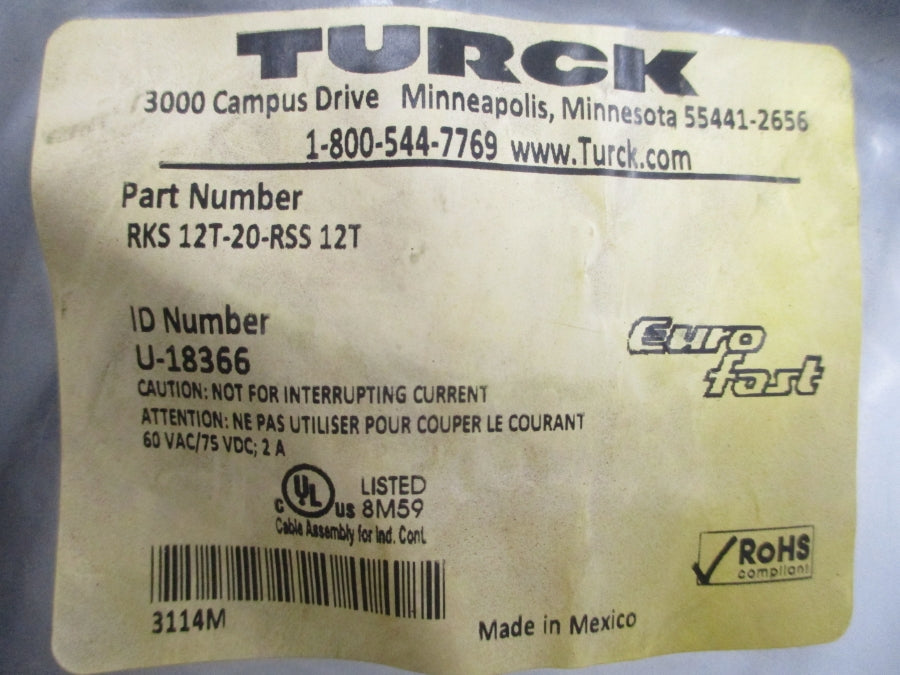 TURCK
3000 Campus Drive Minneapolis, Minnesota 55441-2656
1-800-544-7769 www.Turck.com
Part Number
RKS 12T-20-RSS 12T
ID Number
U-18366
Euro
fast
CAUTION: NOT FOR INTERRUPTING CURRENT
ATTENTION: NE PAS UTILISER POUR COUPER LE COURANT
60 VAC/75 VDC; 2 A
c UL us LISTED
8M59
Cable Assembly for Ind. Cont.
RoHS
compliant
3114M
Made in Mexico